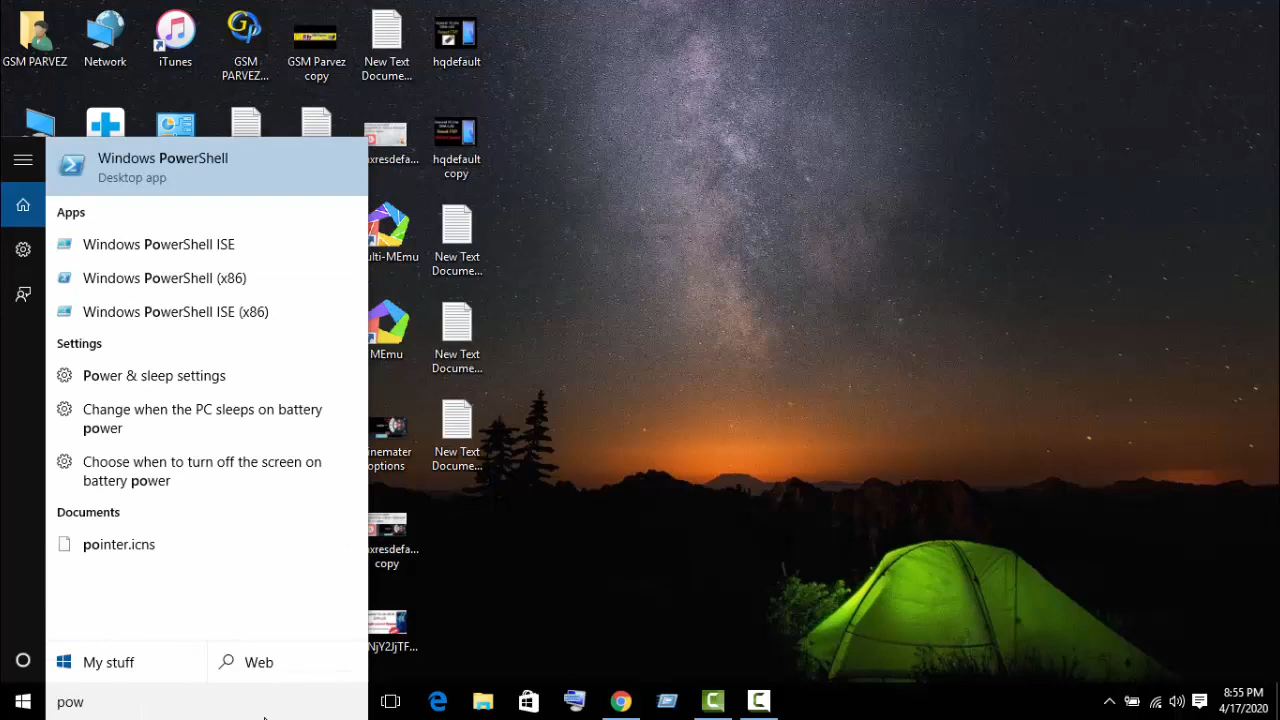 GSM PARVEZ
Network
iTunes
GSM
PARVEZ...
GSM Parvez
copy
New Text
Docume...
hqdefault
Windows PowerShell
Desktop app
Apps
Windows PowerShell ISE
Windows PowerShell (x86)
Windows PowerShell ISE (x86)
Settings
Power & sleep settings
Change when the PC sleeps on battery
power
Choose when to turn off the screen on
battery power
Documents
pointer.icns
My stuff
Web
pow
axresdefa...
hqdefault
copy
ulti-MEmu
New Text
Docume...
MEmu
New Text
Docume...
inemater
options
New Text
Docume...
axresdefa...
copy
NjY2JjTF...
8:55 PM
4/17/2020